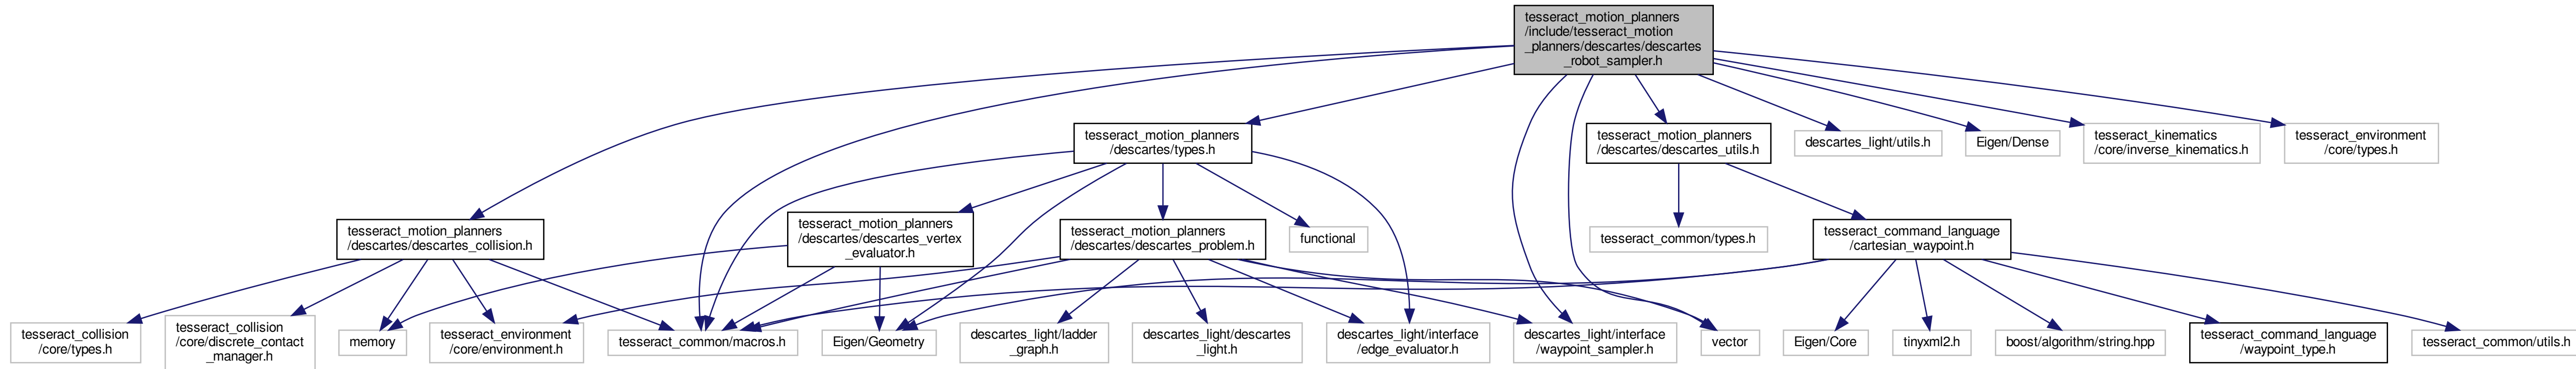 tesseract_motion_planners
/include/tesseract_motion
_planners/descartes/descartes
_robot_sampler.h
tesseract_motion_planners
/descartes/types.h
tesseract_motion_planners
/descartes/descartes_utils.h
descartes_light/utils.h
Eigen/Dense
tesseract_kinematics
/core/inverse_kinematics.h
tesseract_environment
/core/types.h
tesseract_motion_planners
/descartes/descartes_collision.h
tesseract_motion_planners
/descartes/descartes_vertex
_evaluator.h
tesseract_motion_planners
/descartes/descartes_problem.h
functional
tesseract_common/types.h
tesseract_command_language
/cartesian_waypoint.h
tesseract_collision
/core/types.h
tesseract_collision
/core/discrete_contact
_manager.h
memory
tesseract_environment
/core/environment.h
tesseract_common/macros.h
Eigen/Geometry
descartes_light/ladder
_graph.h
descartes_light/descartes
_light.h
descartes_light/interface
/edge_evaluator.h
descartes_light/interface
/waypoint_sampler.h
vector
Eigen/Core
tinyxml2.h
boost/algorithm/string.hpp
tesseract_command_language
/waypoint_type.h
tesseract_common/utils.h